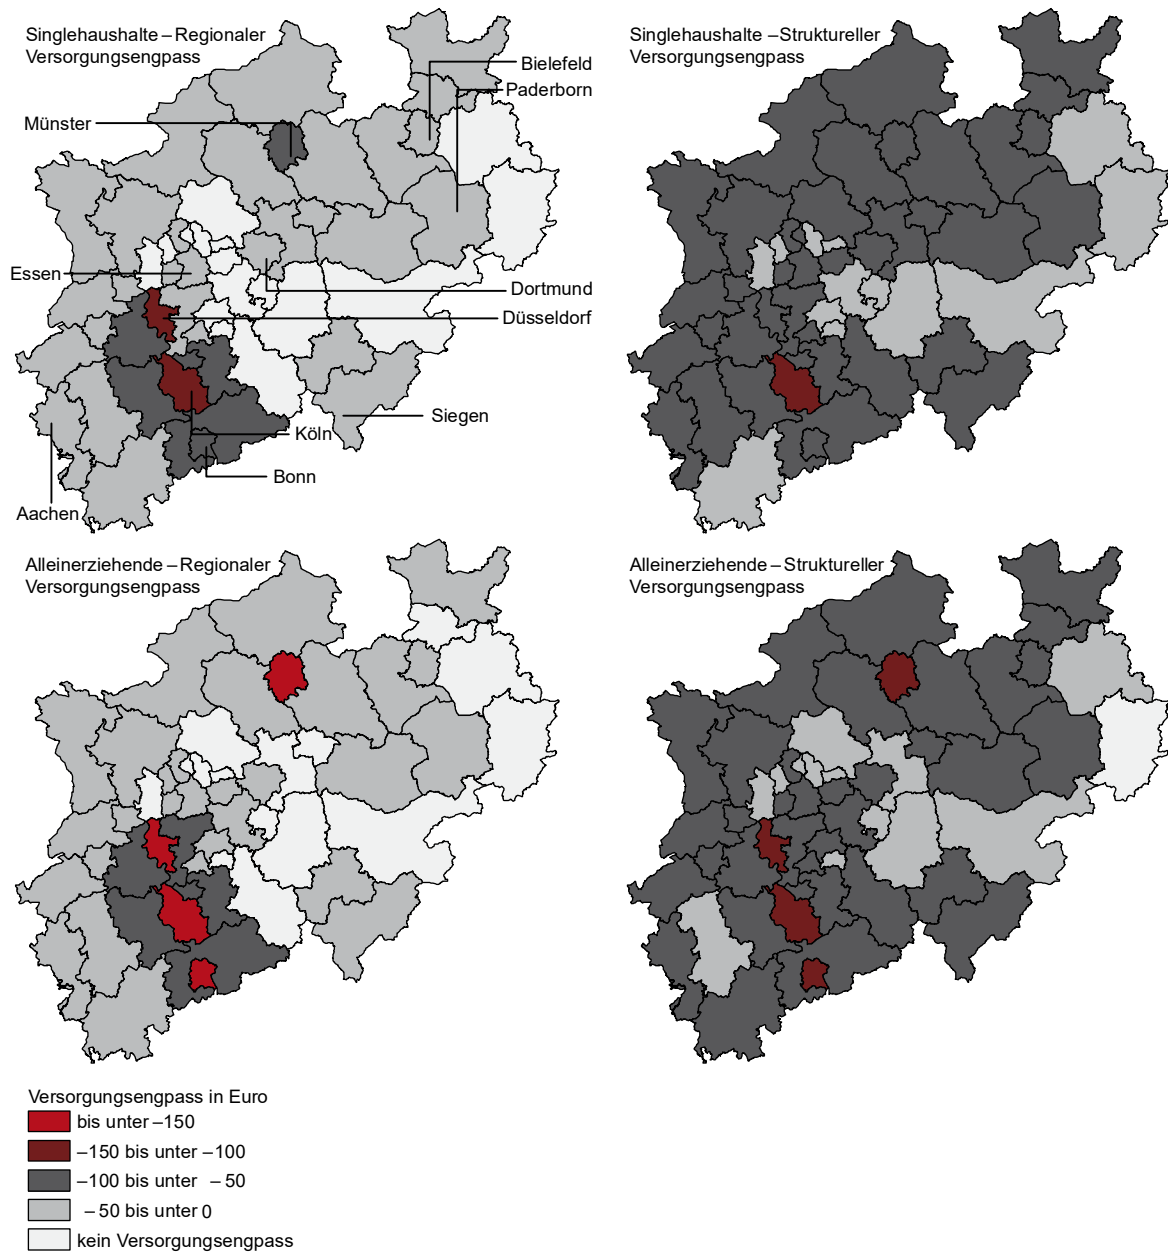 Singlehaushalte – Regionaler
Versorgungsengpass
Singlehaushalte – Struktureller
Versorgungsengpass
Bielefeld
Paderborn
Münster
Essen
Dortmund
Düsseldorf
Siegen
Köln
Bonn
Aachen
Alleinerziehende – Regionaler
Versorgungsengpass
Alleinerziehende – Struktureller
Versorgungsengpass
Versorgungsengpass in Euro
bis unter –150
–150 bis unter –100
–100 bis unter – 50
– 50 bis unter 0
kein Versorgungsengpass